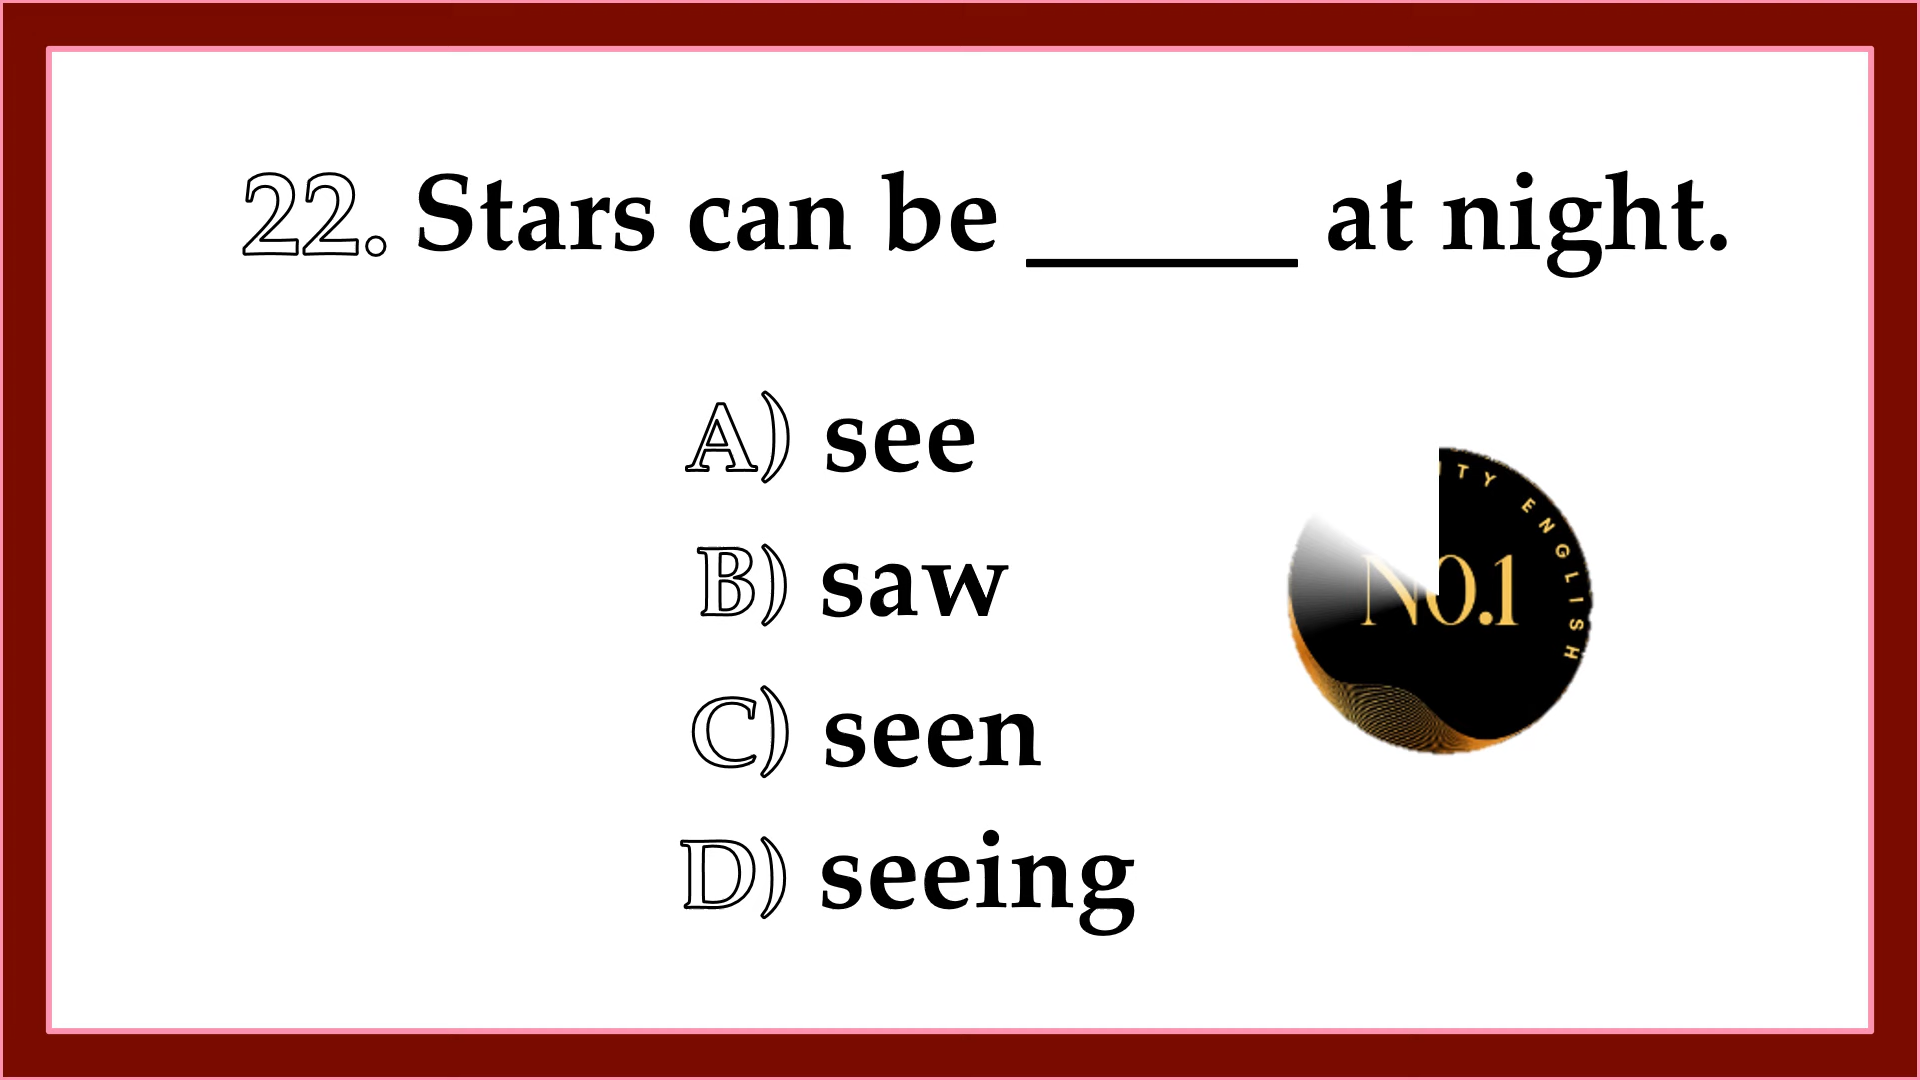 22. Stars can be ______ at night.
A) see
B) saw
C) seen
D) seeing
TY ENGLISH
NO.1